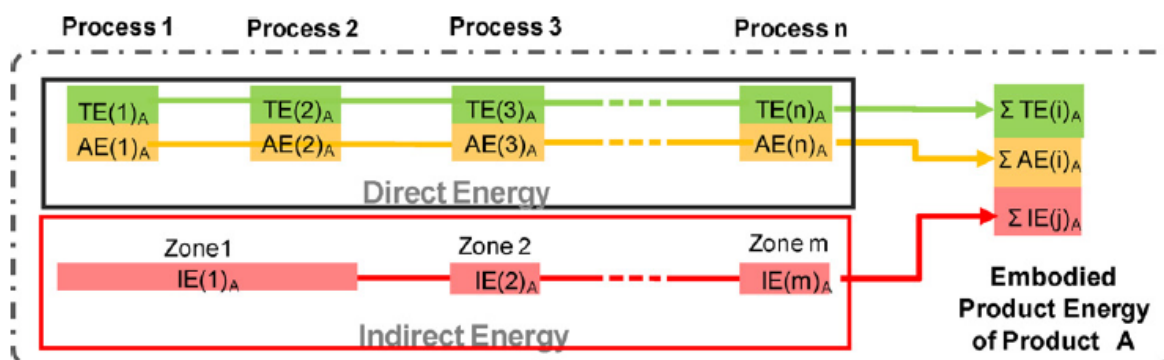 Process 1 Process 2 Process 3 Process n
TE(1)A TE(2)A TE(3)A TE(n)A Σ TE(i)A
AE(1)A AE(2)A AE(3)A AE(n)A Σ AE(i)A
Direct Energy
Σ IE(j)A
Zone1 Zone 2 Zone m
IE(1)A IE(2)A IE(m)A
Embodied
Product Energy
of Product A
Indirect Energy